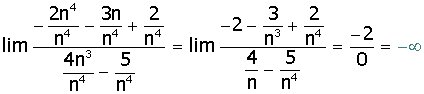 lim (-2n⁴/n⁴ - 3n/n⁴ + 2/n⁴)/(4n³/n⁴ - 5/n⁴) = lim (-2 - 3/n³ + 2/n⁴)/(4/n - 5/n⁴) = -2/0 = -∞